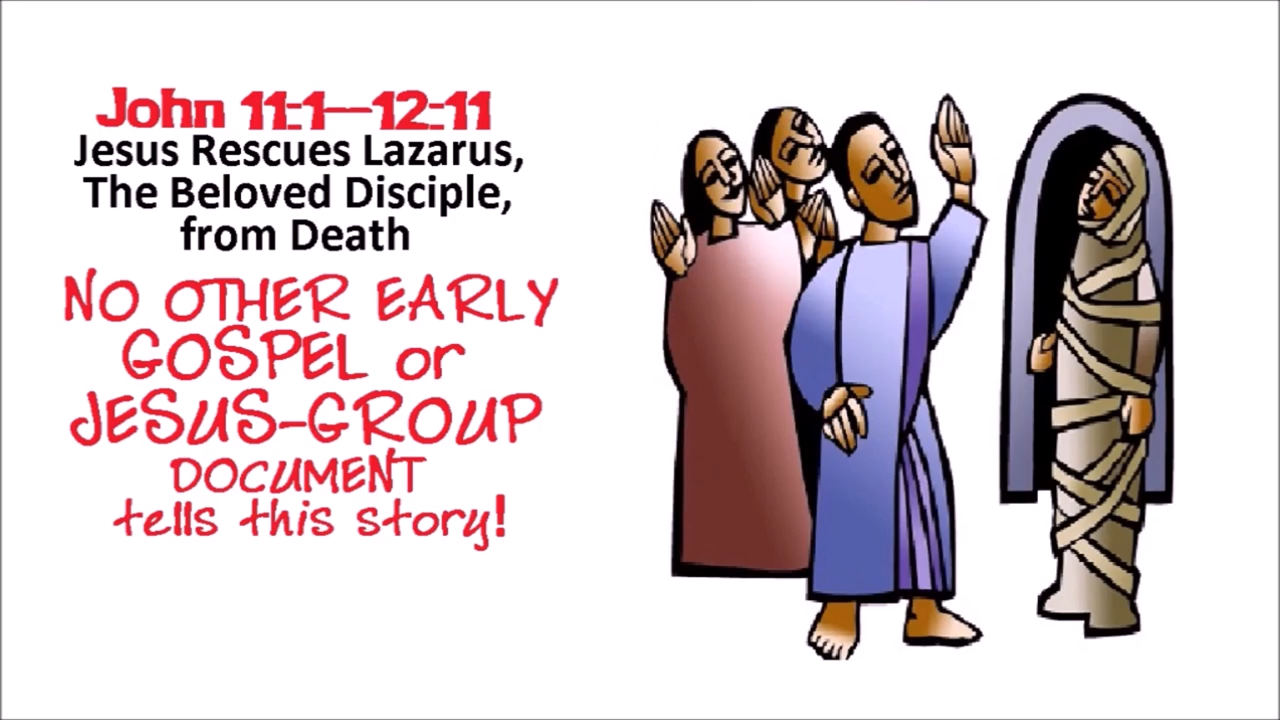 John 11:1—12:11
Jesus Rescues Lazarus,
The Beloved Disciple,
from Death
NO OTHER EARLY
GOSPEL or
JESUS-GROUP
DOCUMENT
tells this story!